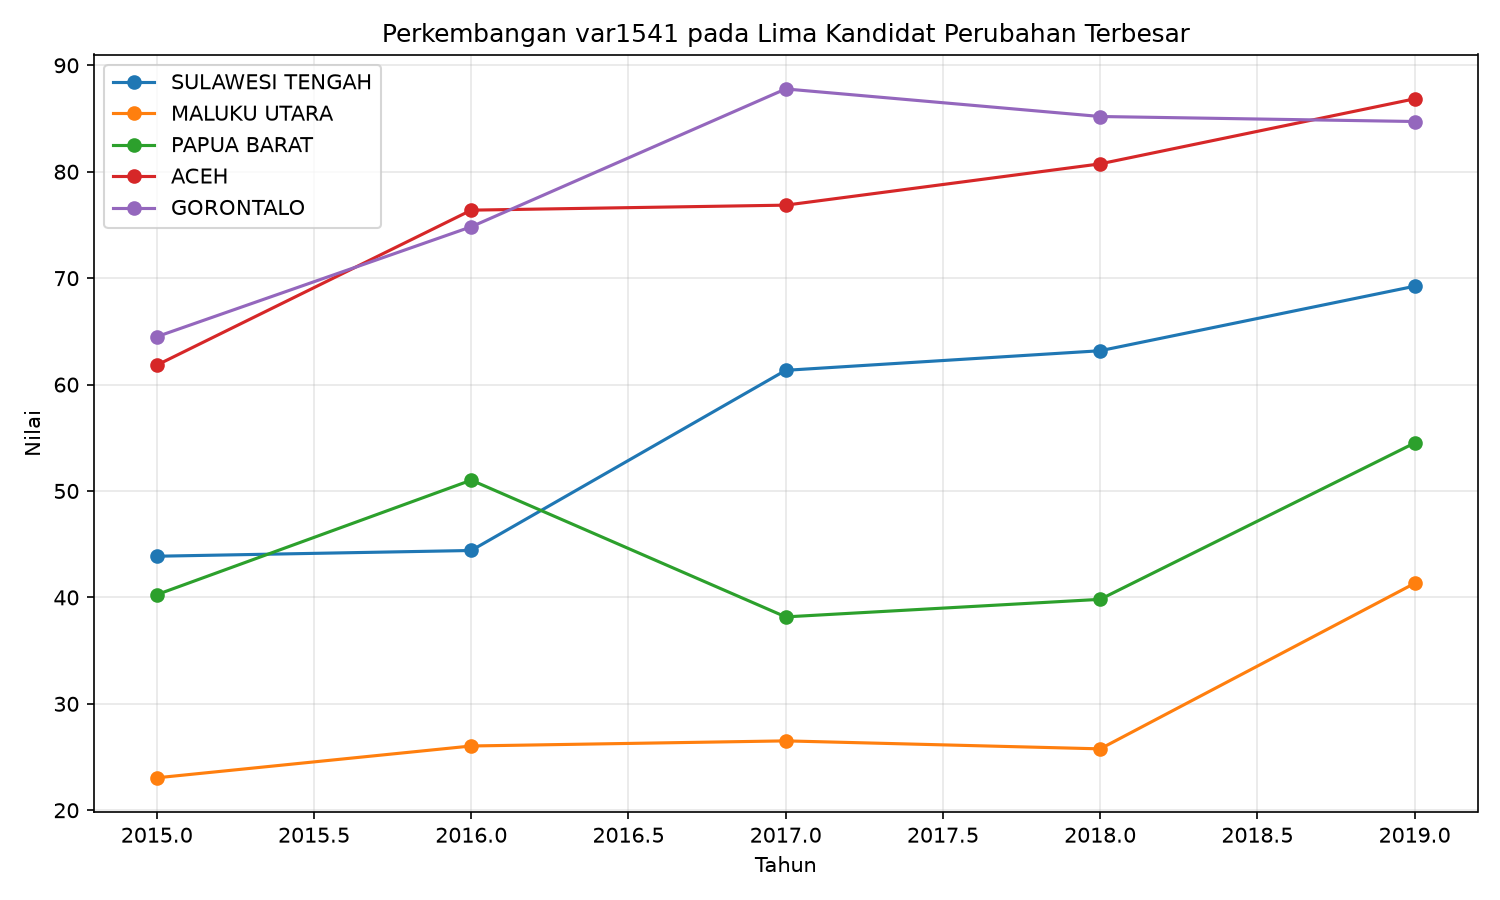 Perkembangan var1541 pada Lima Kandidat Perubahan Terbesar
SULAWESI TENGAH
MALUKU UTARA
PAPUA BARAT
ACEH
GORONTALO
Nilai
90
80
70
60
50
40
30
20
2015.0 2015.5 2016.0 2016.5 2017.0 2017.5 2018.0 2018.5 2019.0
Tahun